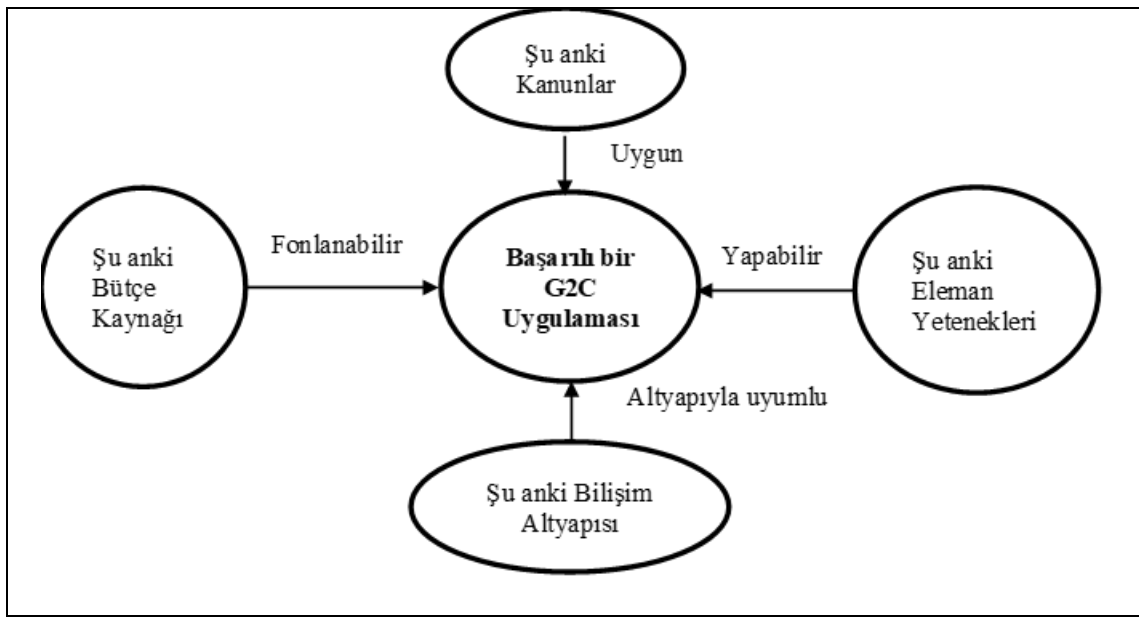 Şu anki
Kanunlar
Uygun
Şu anki
Bütçe
Kaynağı
Fonlanabilir
Başarılı bir
G2C
Uygulaması
Yapabilir
Şu anki
Eleman
Yetenekleri
Altyapıyla uyumlu
Şu anki Bilişim
Altyapısı